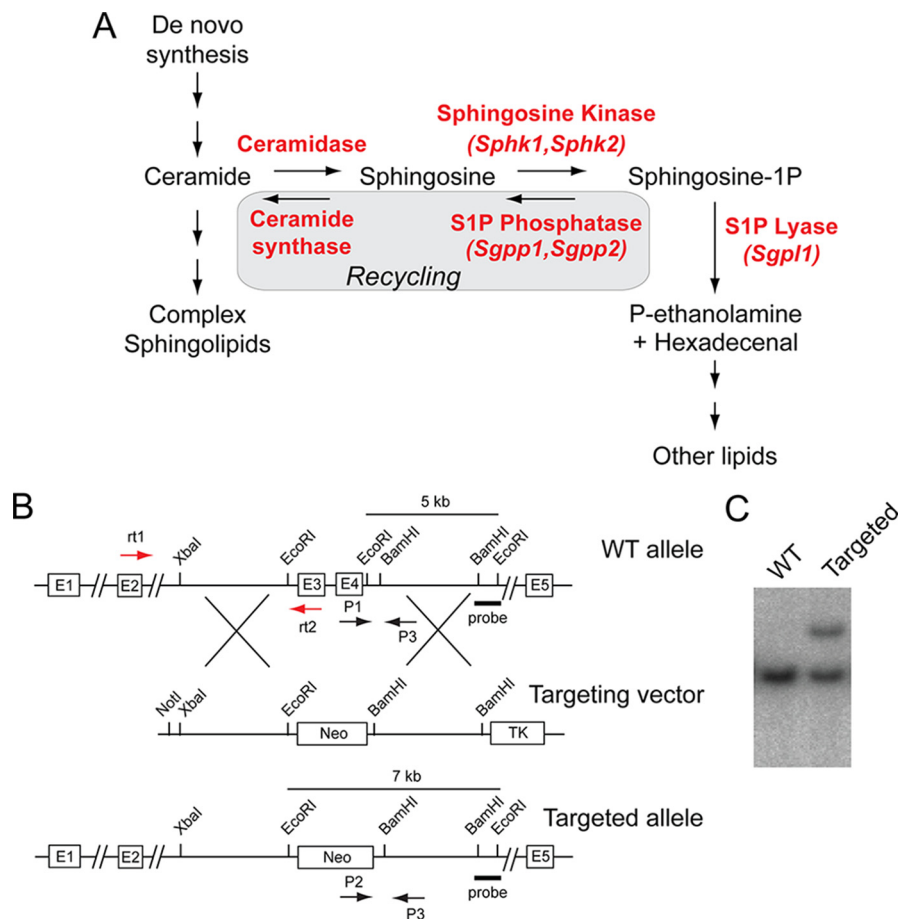 A
De novo
synthesis
Ceramidase
Sphingosine Kinase
(Sphk1,Sphk2)
Ceramide
Sphingosine
Sphingosine-1P
Ceramide
synthase
S1P Phosphatase
(Sgpp1,Sgpp2)
S1P Lyase
(Sgpl1)
Recycling
Complex
Sphingolipids
P-ethanolamine
+ Hexadecenal
Other lipids
B
5 kb
rt1
XbaI
EcoRI
EcoRI
BamHI
BamHI
EcoRI
WT allele
E1
E2
E3
E4
E5
rt2
P1
P3
probe
Targeting vector
NotI
XbaI
EcoRI
BamHI
BamHI
Neo
TK
7 kb
Targeted allele
XbaI
EcoRI
BamHI
BamHI
EcoRI
E1
E2
Neo
E5
P2
P3
probe
C
WT
Targeted